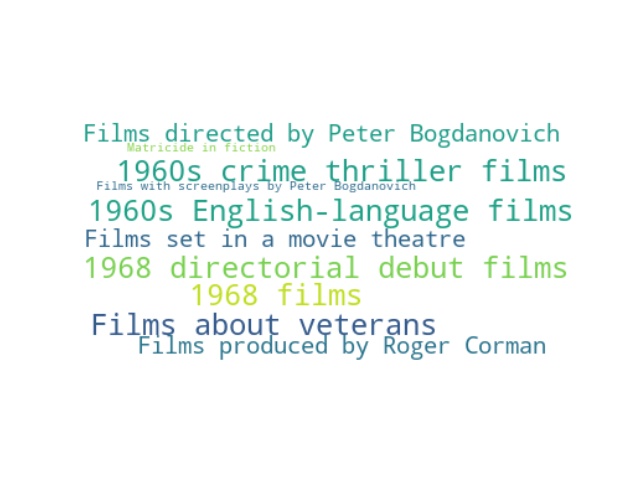 Films directed by Peter Bogdanovich
Matricide in fiction
1960s crime thriller films
Films with screenplays by Peter Bogdanovich
1960s English-language films
Films set in a movie theatre
1968 directorial debut films
1968 films
Films about veterans
Films produced by Roger Corman